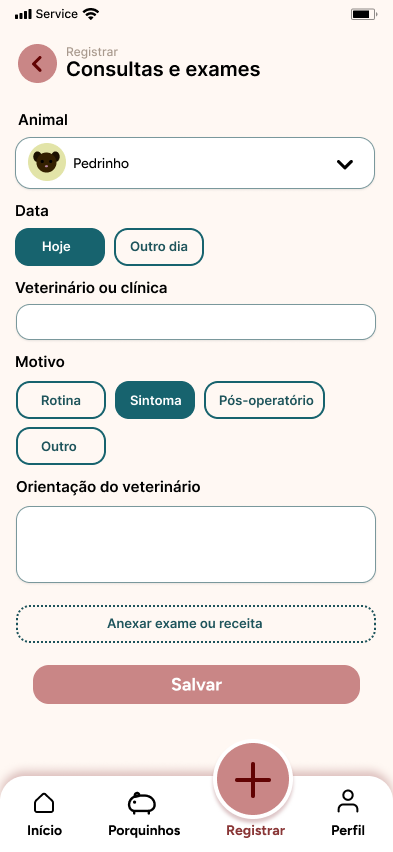 Service
Registrar
Consultas e exames
Animal
Pedrinho
Data
Hoje
Outro dia
Veterinário ou clínica
Motivo
Rotina
Sintoma
Pós-operatório
Outro
Orientação do veterinário
Anexar exame ou receita
Salvar
Início
Porquinhos
Registrar
Perfil